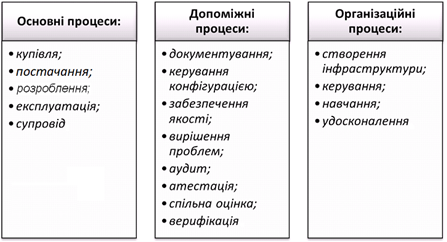 Основні процеси:
• купівля;
• постачання;
• розроблення;
• експлуатація;
• супровід
Допоміжні
процеси:
• документування;
• керування
конфігурацією;
• забезпечення
якості;
• вирішення
проблем;
• аудит;
• атестація;
• спільна оцінка;
• верифікація
Організаційні
процеси:
• створення
інфраструктури;
• керування;
• навчання;
• удосконалення